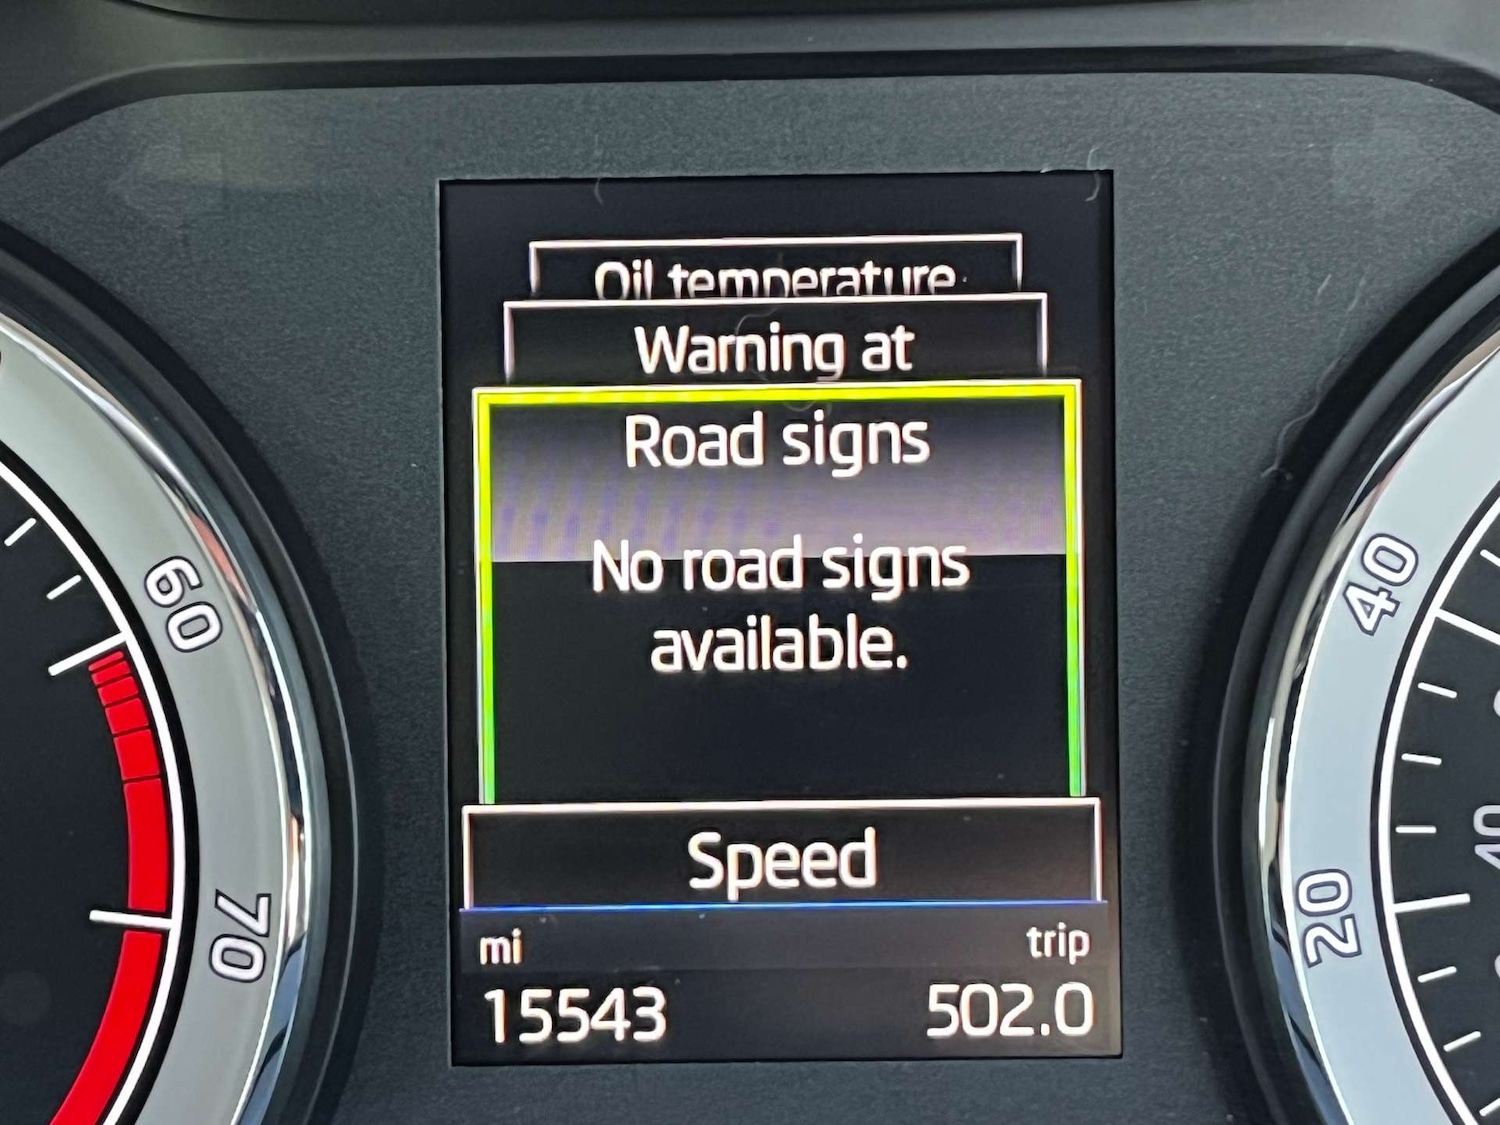 Oil temperature
Warning at
Road signs
No road signs
available.
Speed
mi trip
15543 502.0
60
70
40
20
40